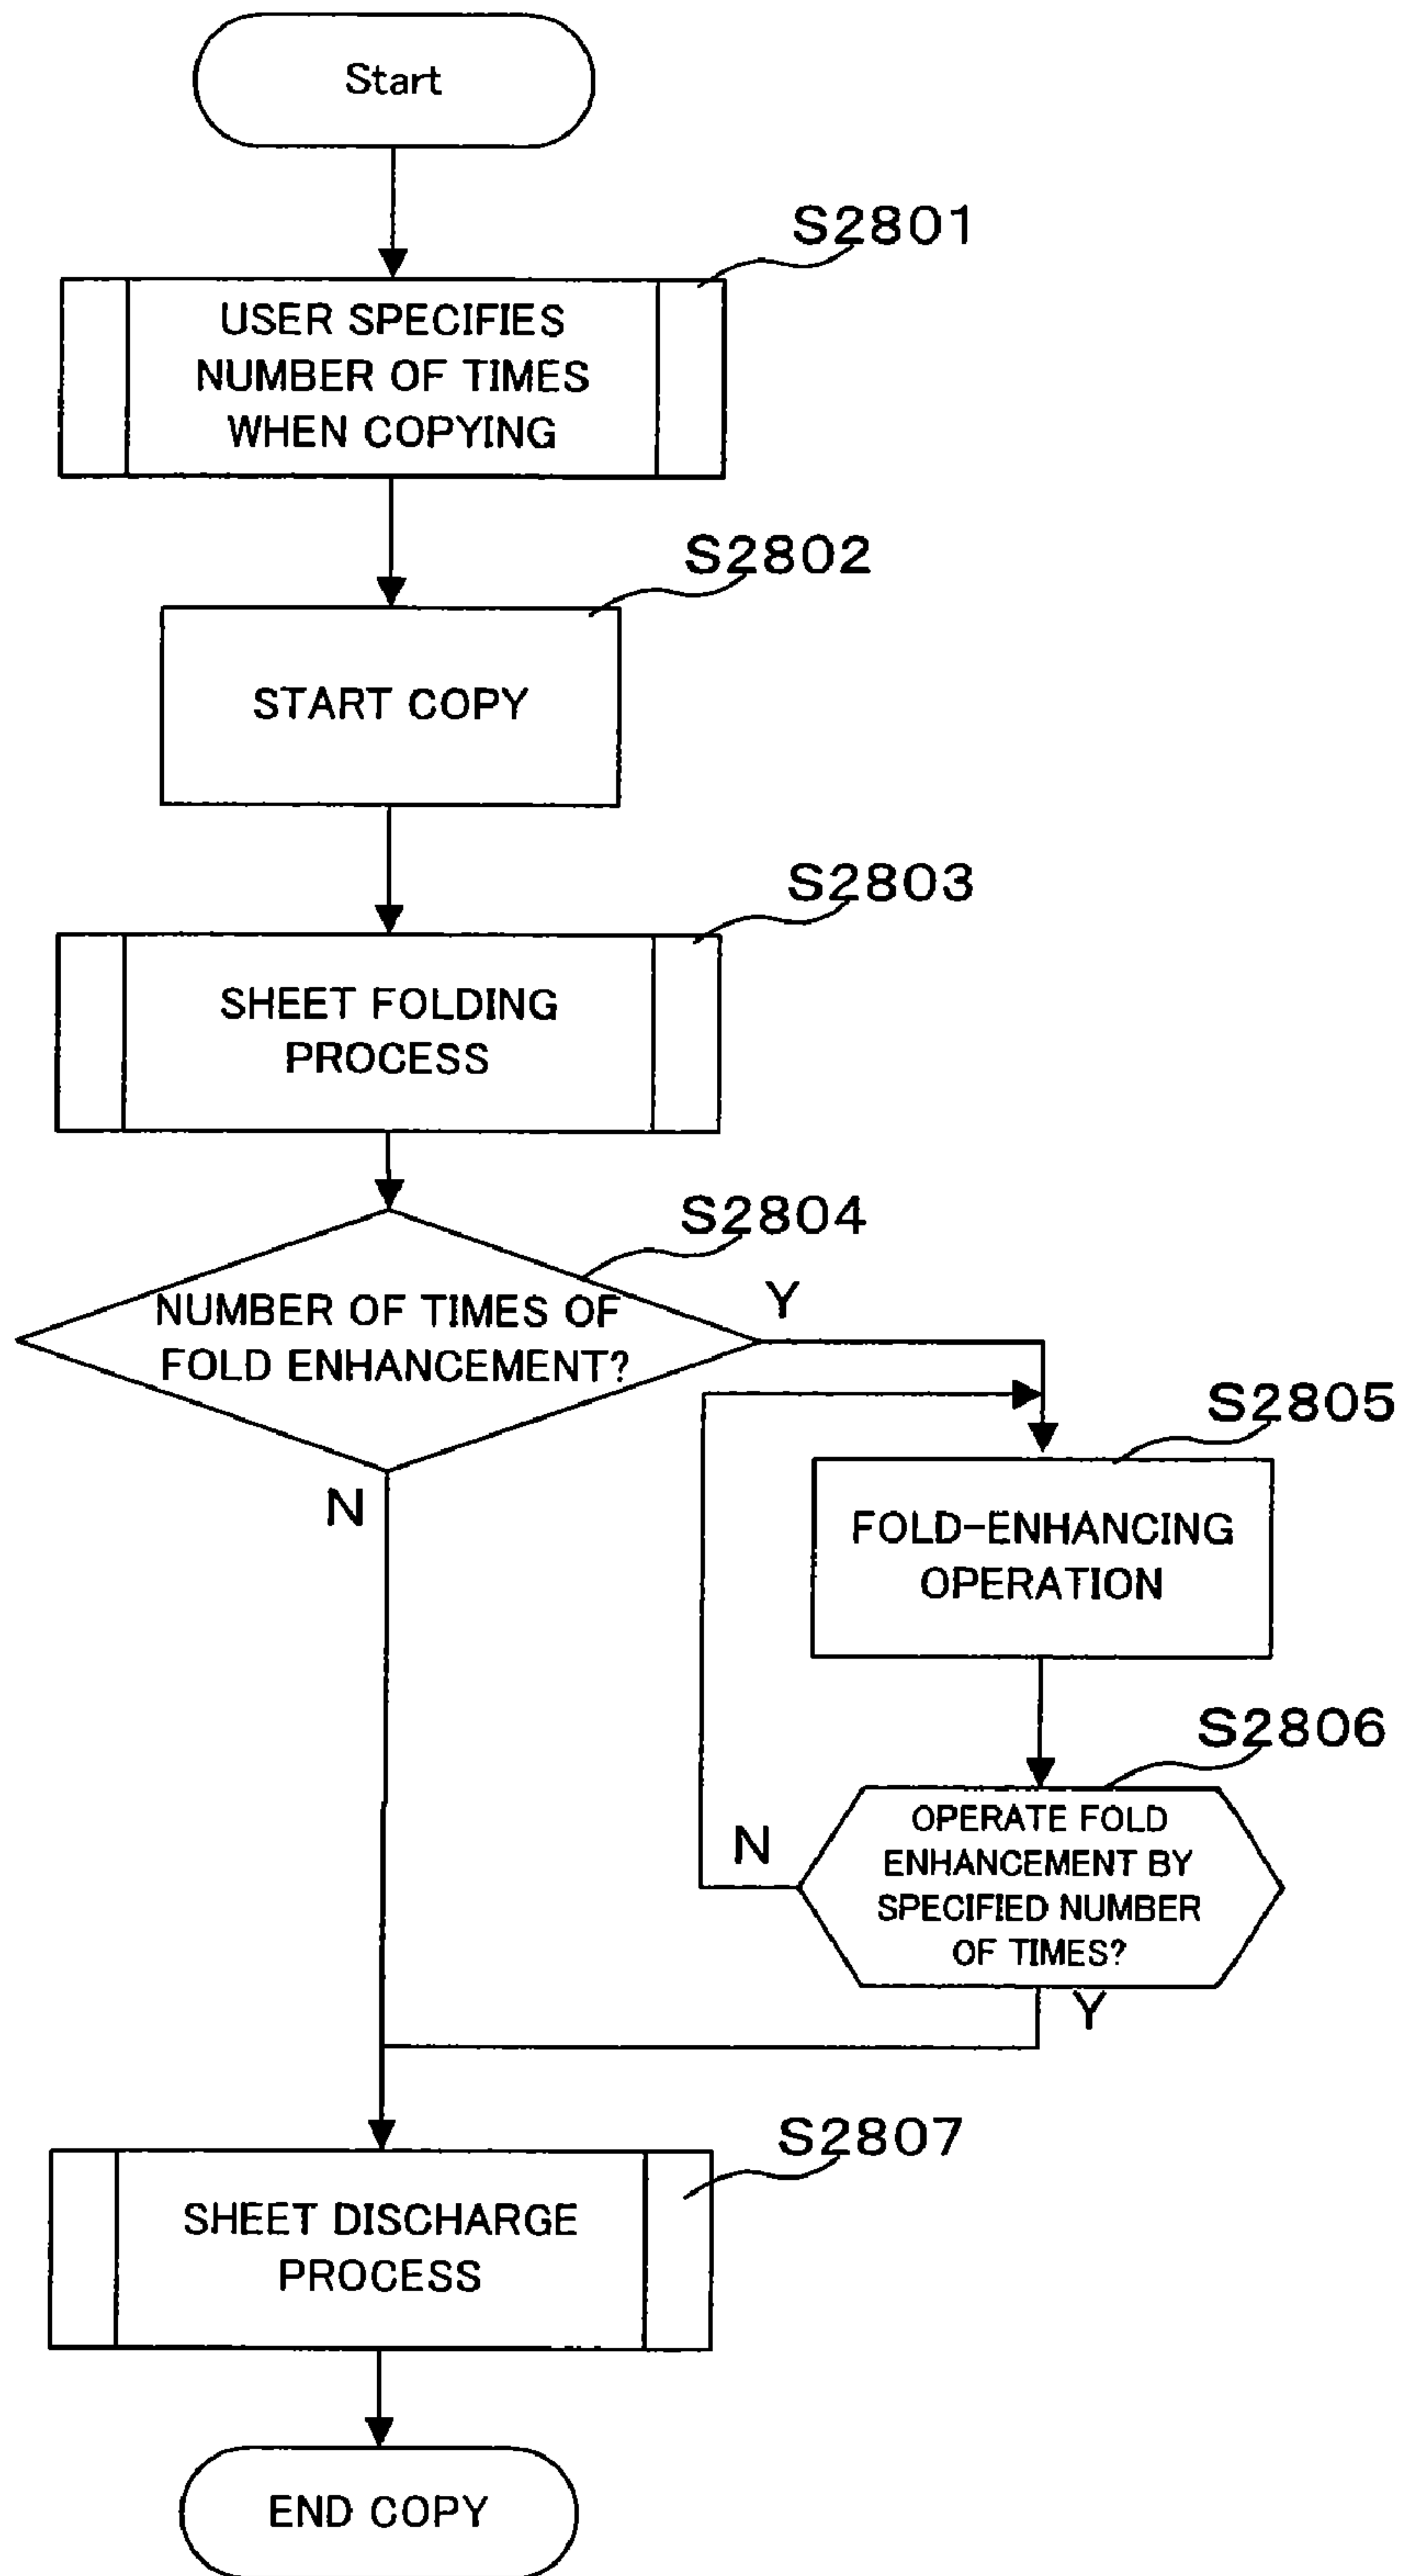 Start
S2801
USER SPECIFIES
NUMBER OF TIMES
WHEN COPYING
S2802
START COPY
S2803
SHEET FOLDING
PROCESS
S2804
NUMBER OF TIMES OF
FOLD ENHANCEMENT?
Y
N
S2805
FOLD-ENHANCING
OPERATION
S2806
OPERATE FOLD
ENHANCEMENT BY
SPECIFIED NUMBER
OF TIMES?
N
Y
S2807
SHEET DISCHARGE
PROCESS
END COPY